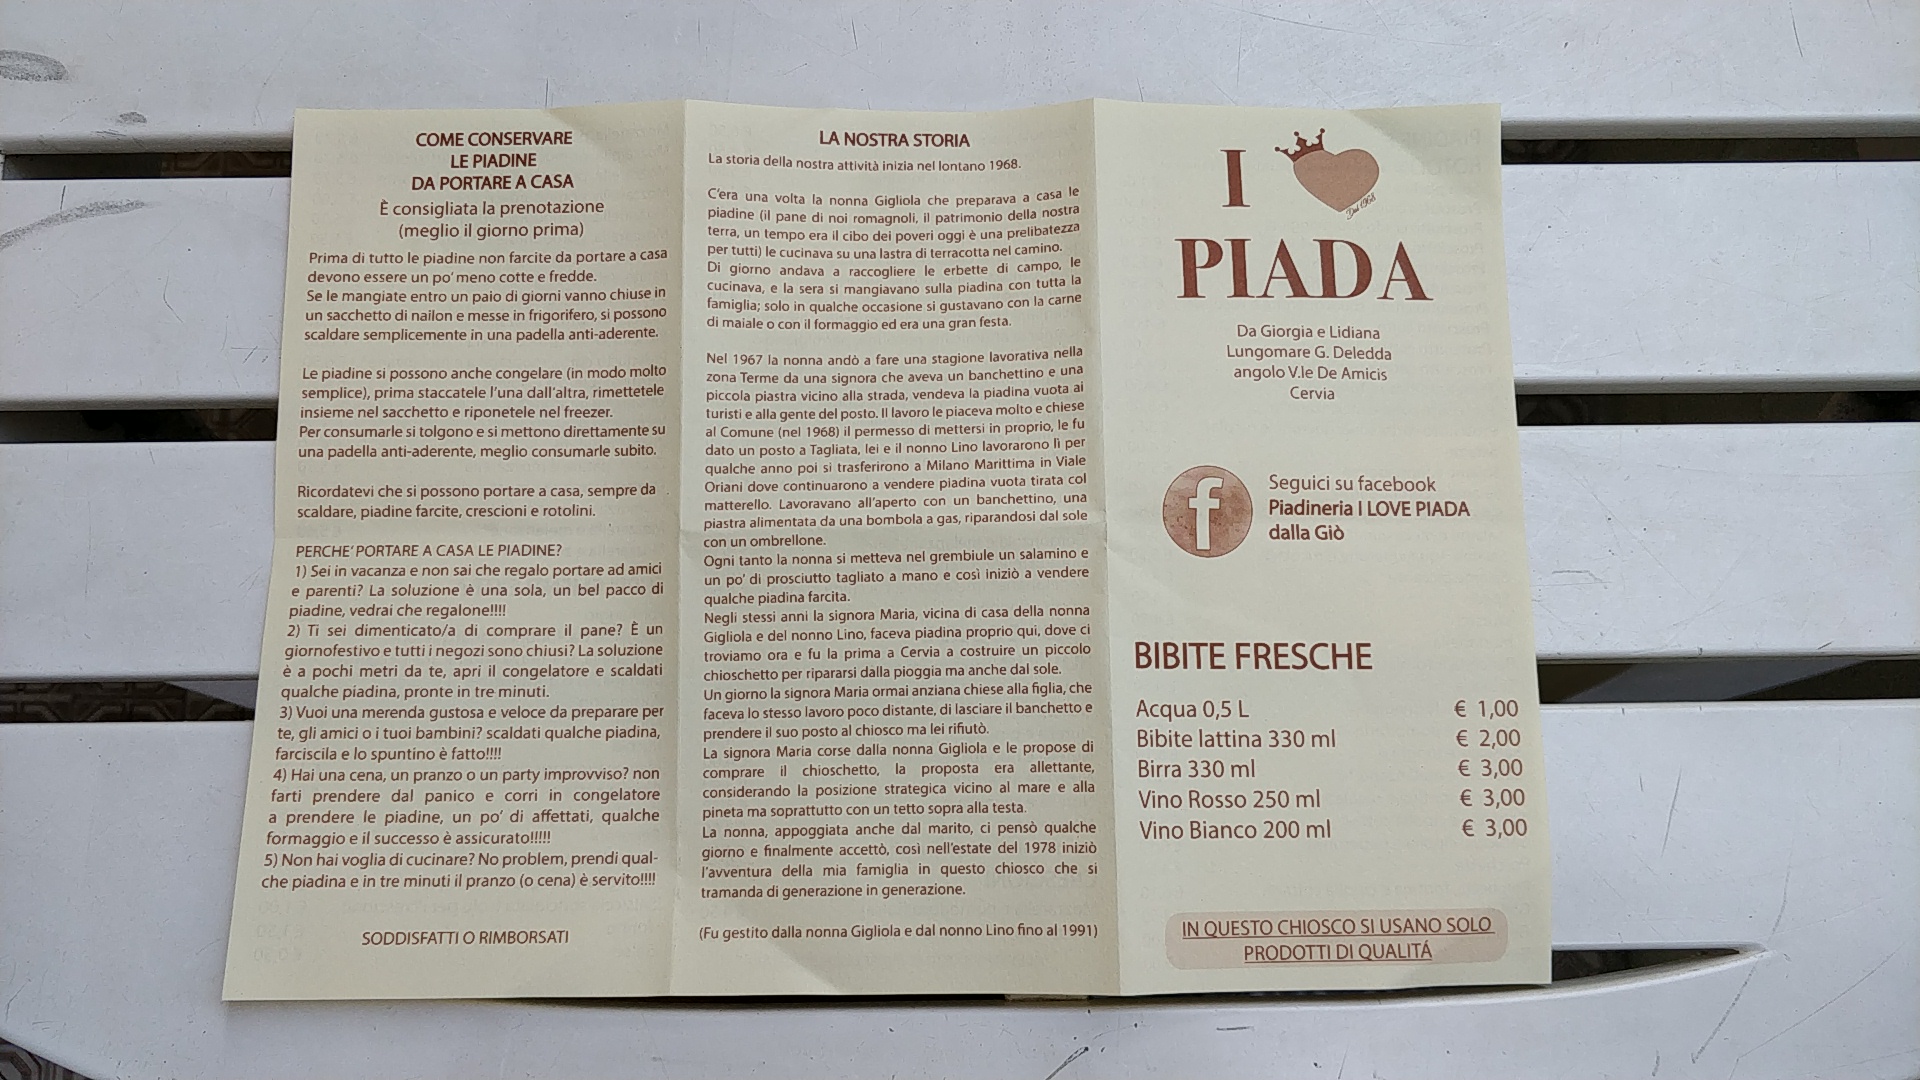 COME CONSERVARE
LE PIADINE
DA PORTARE A CASA
È consigliata la prenotazione
(meglio il giorno prima)
Prima di tutto le piadine non farcite da portare a casa
devono essere un po' meno cotte e fredde.
Se le mangiate entro un paio di giorni vanno chiuse in
un sacchetto di nailon e messe in frigorifero, si possono
scaldare semplicemente in una padella anti-aderente.
Le piadine si possono anche congelare (in modo molto
semplice), prima staccatele l'una dall'altra, rimettetele
insieme nel sacchetto e riponetele nel freezer.
Per consumarle si tolgono e si mettono direttamente su
una padella anti-aderente, meglio consumarle subito.
Ricordatevi che si possono portare a casa, sempre da
scaldare, piadine farcite, crescioni e rotolini.
PERCHE' PORTARE A CASA LE PIADINE?
1) Sei in vacanza e non sai che regalo portare ad amici
e parenti? La soluzione è una sola, un bel pacco di
piadine, vedrai che regalone!!!!
2) Ti sei dimenticato/a di comprare il pane? È un
giornofestivo e tutti i negozi sono chiusi? La soluzione
è a pochi metri da te, apri il congelatore e scaldati
qualche piadina, pronte in tre minuti.
3) Vuoi una merenda gustosa e veloce da preparare per
te, gli amici o i tuoi bambini? scaldati qualche piadina,
farciscila e lo spuntino è fatto!!!!
4) Hai una cena, un pranzo o un party improvviso? non
farti prendere dal panico e corri in congelatore
a prendere le piadine, un po' di affettati, qualche
formaggio e il successo è assicurato!!!!!
5) Non hai voglia di cucinare? No problem, prendi qual-
che piadina e in tre minuti il pranzo (o cena) è servito!!!!
SODDISFATTI O RIMBORSATI
LA NOSTRA STORIA
La storia della nostra attività inizia nel lontano 1968.
C'era una volta la nonna Gigliola che preparava a casa le
piadine (il pane di noi romagnoli, il patrimonio della nostra
terra, un tempo era il cibo dei poveri oggi è una prelibatezza
per tutti) le cucinava su una lastra di terracotta nel camino.
Di giorno andava a raccogliere le erbette di campo, le
cucinava, e la sera si mangiavano sulla piadina con tutta la
famiglia; solo in qualche occasione si gustavano con la carne
di maiale o con il formaggio ed era una gran festa.
Nel 1967 la nonna andò a fare una stagione lavorativa nella
zona Terme da una signora che aveva un banchettino e una
piccola piastra vicino alla strada, vendeva la piadina vuota ai
turisti e alla gente del posto. Il lavoro le piaceva molto e chiese
al Comune (nel 1968) il permesso di mettersi in proprio, le fu
dato un posto a Tagliata, lei e il nonno Lino lavorarono lì per
qualche anno poi si trasferirono a Milano Marittima in Viale
Oriani dove continuarono a vendere piadina vuota tirata col
matterello. Lavoravano all'aperto con un banchettino, una
piastra alimentata da una bombola a gas, riparandosi dal sole
con un ombrellone.
Ogni tanto la nonna si metteva nel grembiule un salamino e
un po' di prosciutto tagliato a mano e così iniziò a vendere
qualche piadina farcita.
Negli stessi anni la signora Maria, vicina di casa della nonna
Gigliola e del nonno Lino, faceva piadina proprio qui, dove ci
troviamo ora e fu la prima a Cervia a costruire un piccolo
chioschetto per ripararsi dalla pioggia ma anche dal sole.
Un giorno la signora Maria ormai anziana chiese alla figlia, che
faceva lo stesso lavoro poco distante, di lasciare il banchetto e
prendere il suo posto al chiosco ma lei rifiutò.
La signora Maria corse dalla nonna Gigliola e le propose di
comprare il chioschetto, la proposta era allettante,
considerando la posizione strategica vicino al mare e alla
pineta ma soprattutto con un tetto sopra alla testa.
La nonna, appoggiata anche dal marito, ci pensò qualche
giorno e finalmente accettò, così nell'estate del 1978 iniziò
l'avventura della mia famiglia in questo chiosco che si
tramanda di generazione in generazione.
(Fu gestito dalla nonna Gigliola e dal nonno Lino fino al 1991)
I
Dal 1968
PIADA
Da Giorgia e Lidiana
Lungomare G. Deledda
angolo V.le De Amicis
Cervia
f
Seguici su facebook
Piadineria I LOVE PIADA
dalla Giò
BIBITE FRESCHE
Acqua 0,5 L € 1,00
Bibite lattina 330 ml € 2,00
Birra 330 ml € 3,00
Vino Rosso 250 ml € 3,00
Vino Bianco 200 ml € 3,00
IN QUESTO CHIOSCO SI USANO SOLO
PRODOTTI DI QUALITÁ